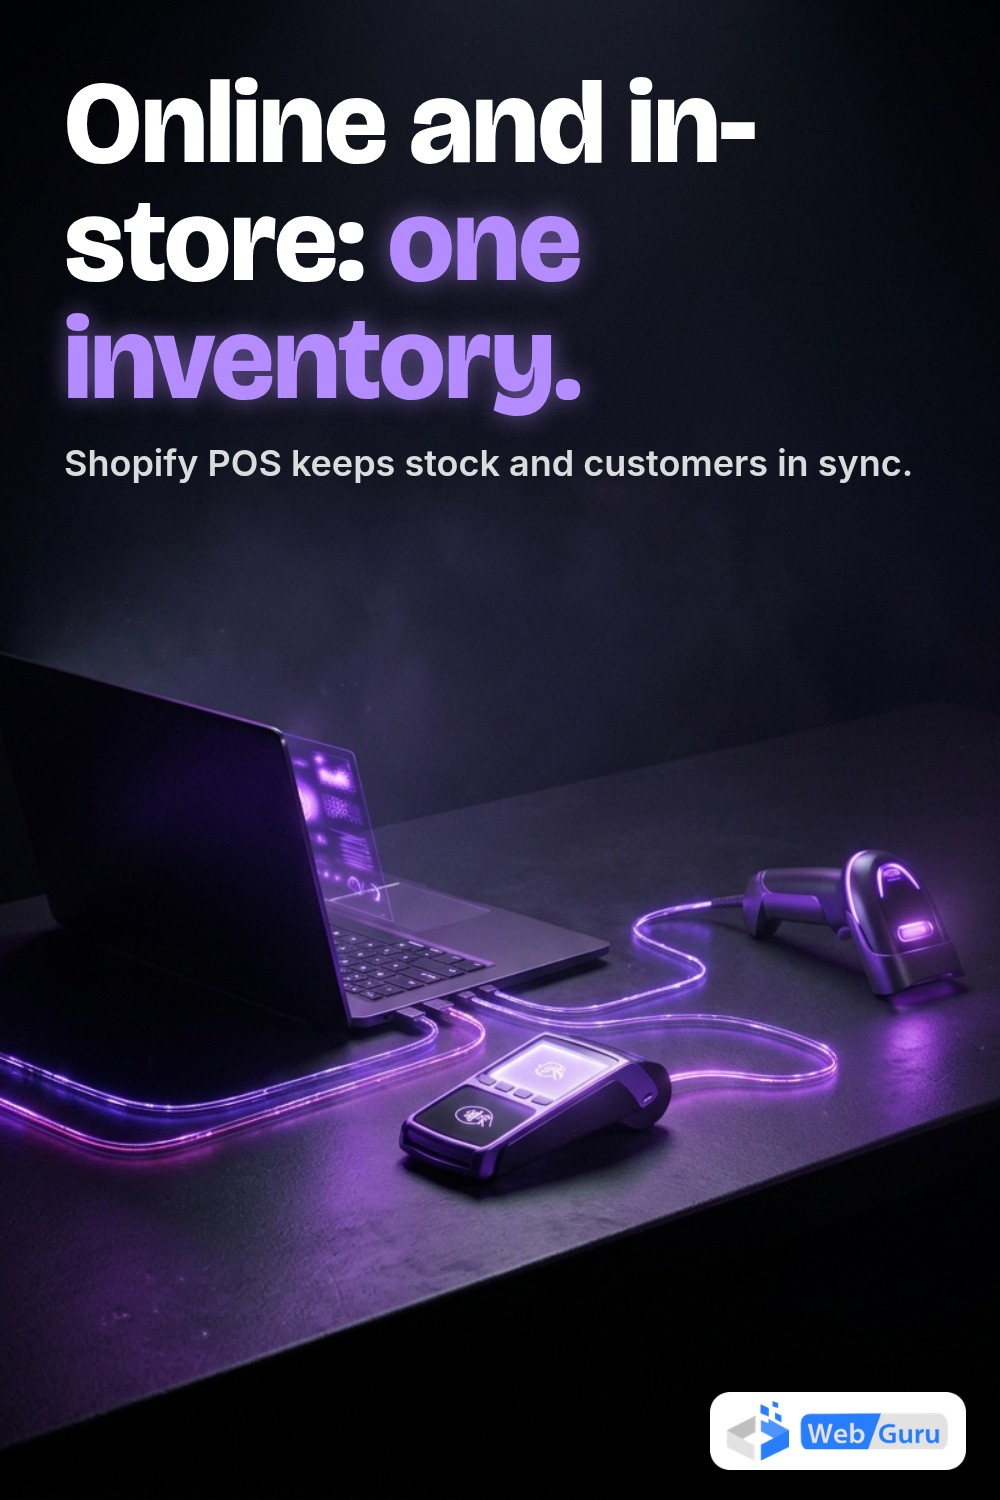 Online and in-
store: one
inventory.
Shopify POS keeps stock and customers in sync.
Web Guru